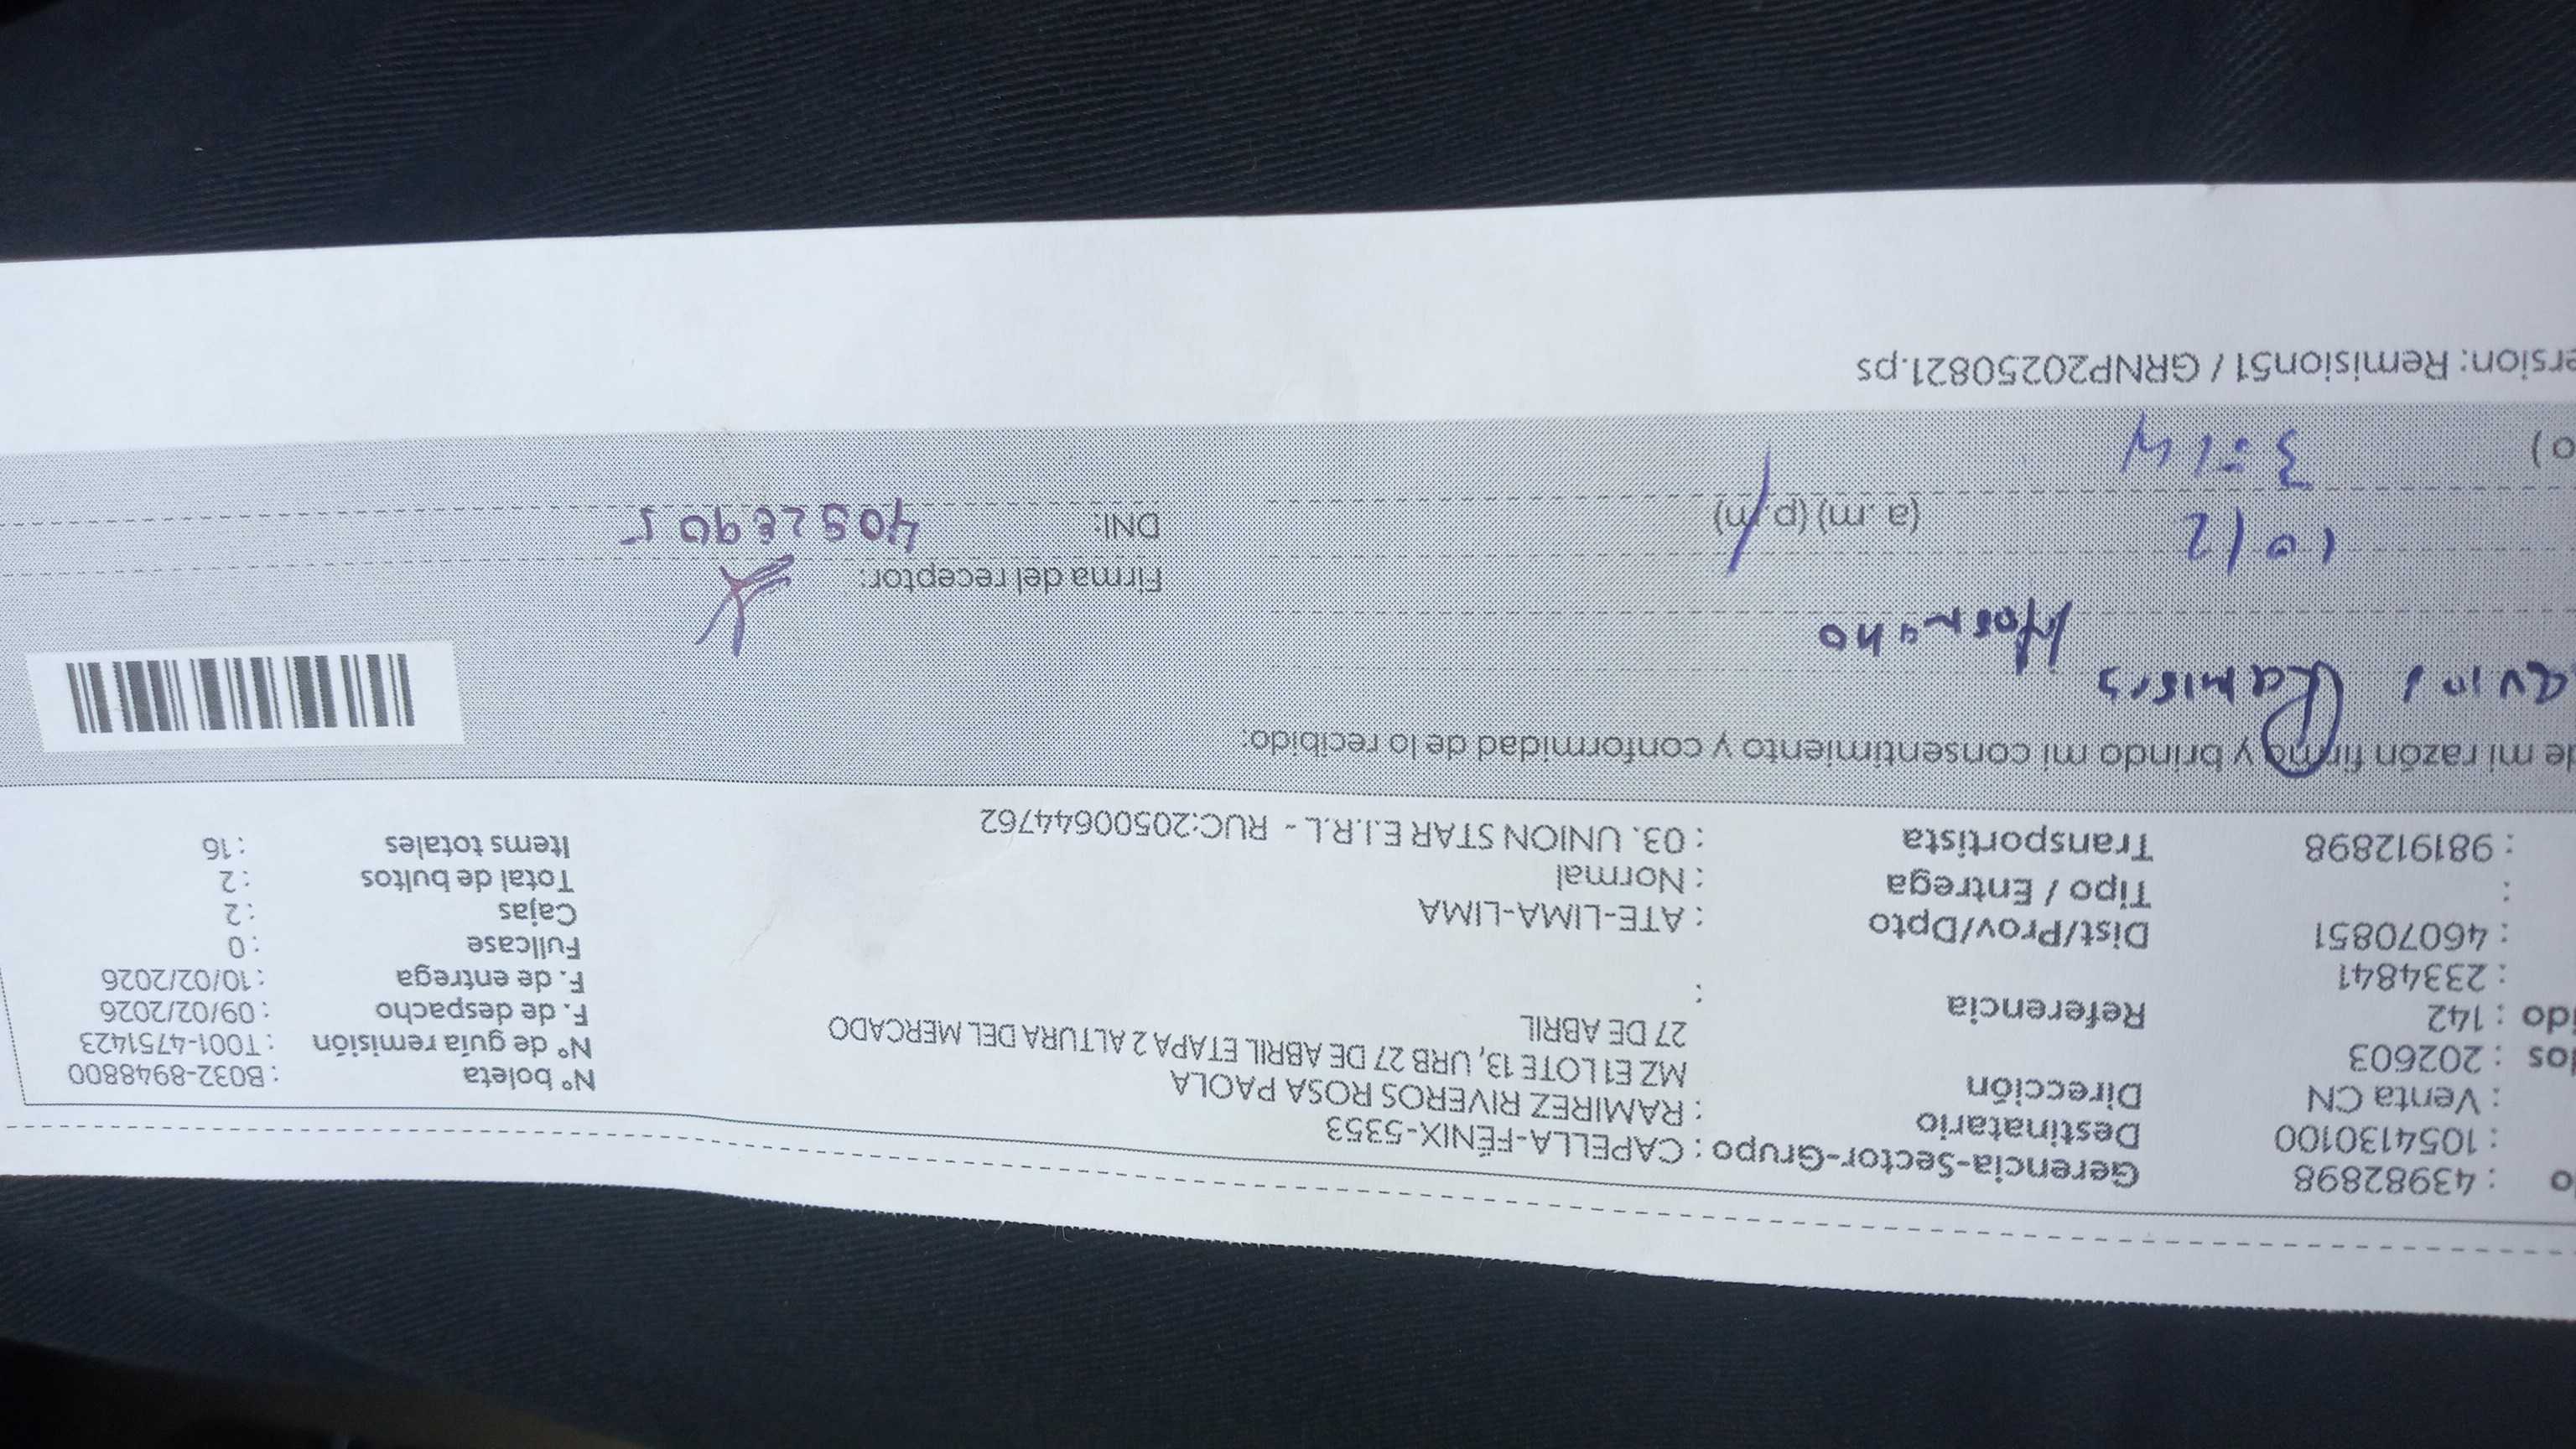 o : 43982898 Gerencia-Sector-Grupo : CAPELLA-FÉNIX-5353
: 1054130100 Destinatario : RAMIREZ RIVEROS ROSA PAOLA
: Venta CN Dirección MZ E1 LOTE 13, URB 27 DE ABRIL ETAPA 2 ALTURA DEL MERCADO
27 DE ABRIL
dos : 202603
ido : 142 Referencia :
: 2334841
: 46070851 Dist/Prov/Dpto : ATE-LIMA-LIMA
: Tipo / Entrega : Normal
: 981912898 Transportista : 03. UNION STAR E.I.R.L - RUC:20500644762
Nº boleta : B032-8948800
Nº de guía remisión : T001-4751423
F. de despacho : 09/02/2026
F. de entrega : 10/02/2026
Fullcase : 0
Cajas : 2
Total de bultos : 2
Items totales : 16
de mi razón firmo y brindo mi consentimiento y conformidad de lo recibido:
Hermano
10/2 (a.m) (p.m)
3:14
o)
Firma del receptor:
DNI:
ersion: Remision51 / GRNP20250821.ps